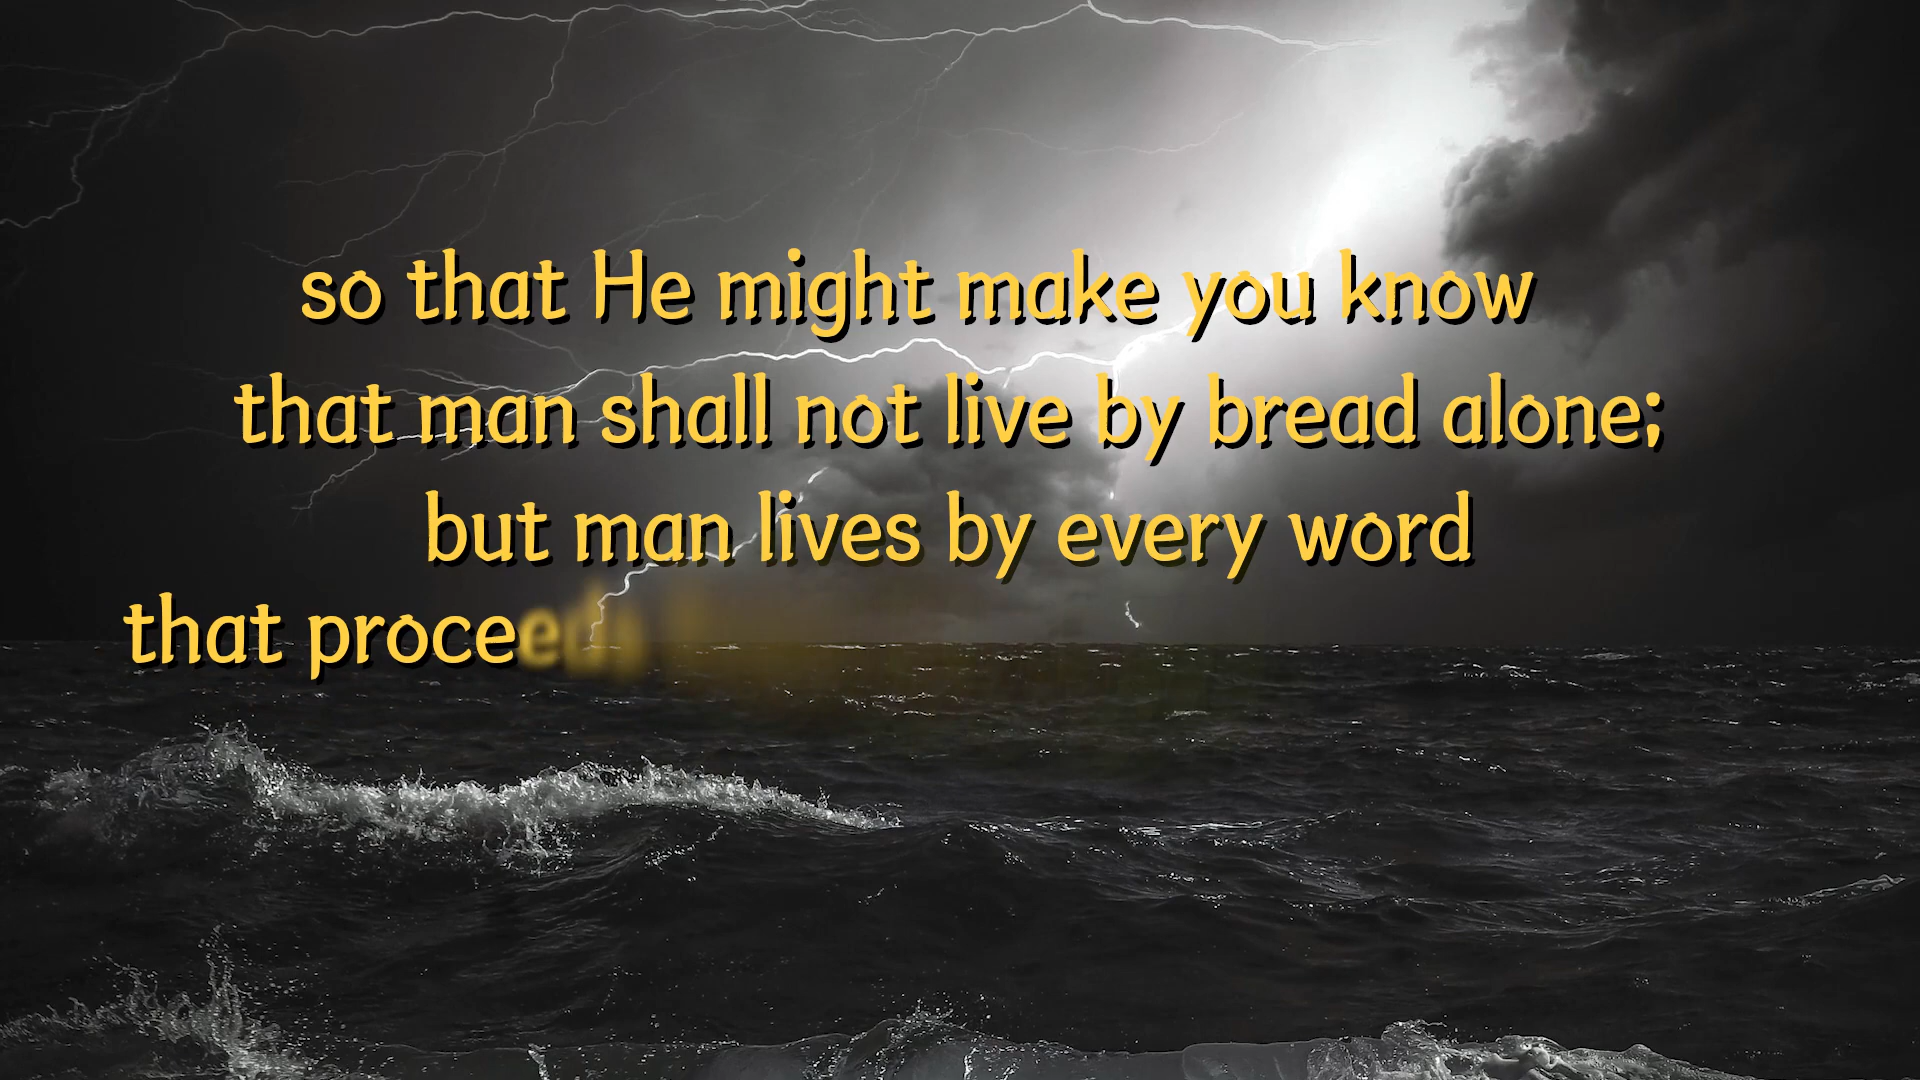 so that He might make you know
that man shall not live by bread alone;
but man lives by every word
that proceeds